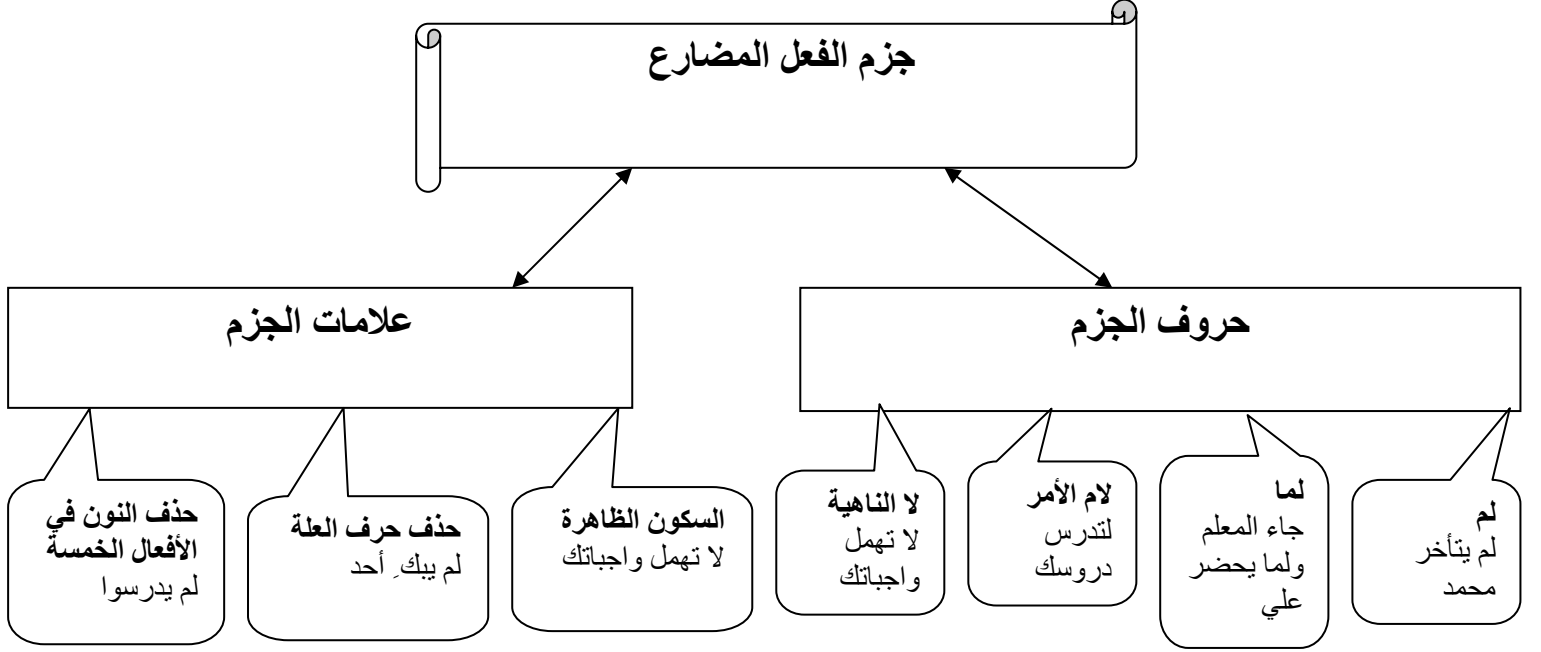 جزم الفعل المضارع
حروف الجزم
علامات الجزم
لم
لم يتأخر
محمد
لما
جاء المعلم
ولما يحضر
علي
لام الأمر
لتدرس
دروسك
لا الناهية
لا تهمل
واجباتك
السكون الظاهرة
لا تهمل واجباتك
حذف حرف العلة
لم يبكِ أحد
حذف النون في
الأفعال الخمسة
لم يدرسوا